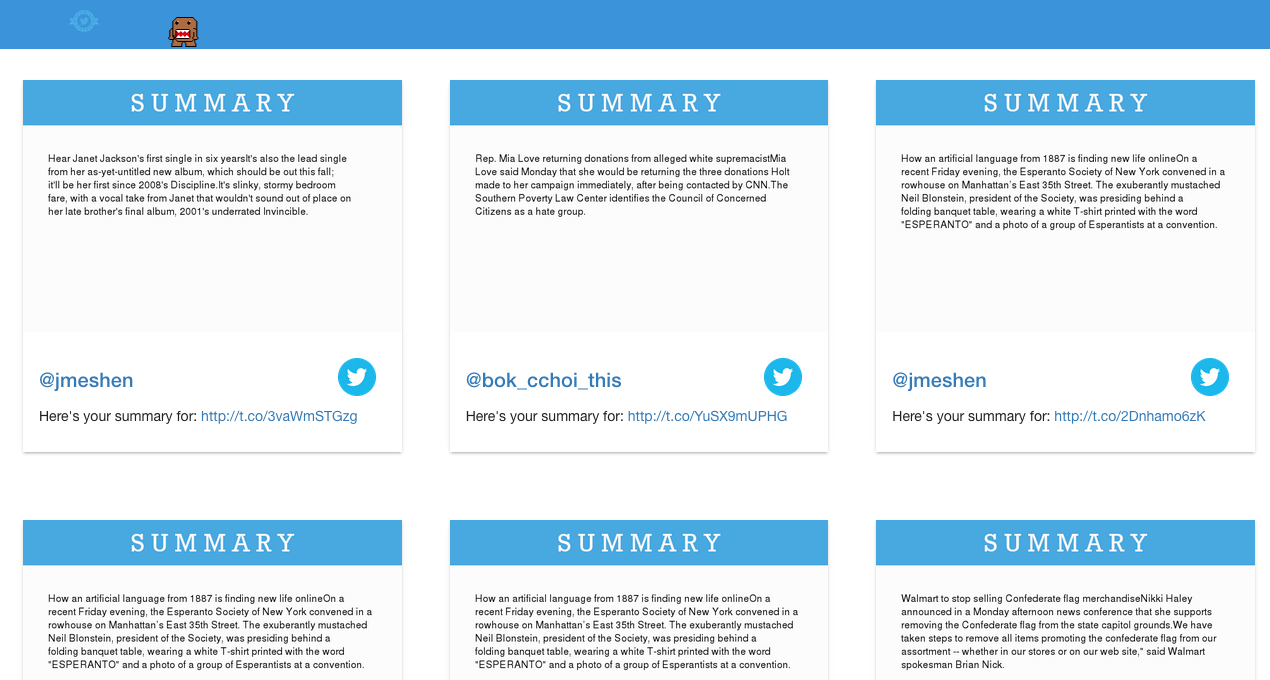 SUMMARY
Hear Janet Jackson's first single in six yearsIt's also the lead single
from her as-yet-untitled new album, which should be out this fall;
it'll be her first since 2008's Discipline.It's slinky, stormy bedroom
fare, with a vocal take from Janet that wouldn't sound out of place on
her late brother's final album, 2001's underrated Invincible.
@jmeshen
Here's your summary for: http://t.co/3vaWmSTGzg
SUMMARY
Rep. Mia Love returning donations from alleged white supremacistMia
Love said Monday that she would be returning the three donations Holt
made to her campaign immediately, after being contacted by CNN.The
Southern Poverty Law Center identifies the Council of Concerned
Citizens as a hate group.
@bok_cchoi_this
Here's your summary for: http://t.co/YuSX9mUPHG
SUMMARY
How an artificial language from 1887 is finding new life onlineOn a
recent Friday evening, the Esperanto Society of New York convened in a
rowhouse on Manhattan's East 35th Street. The exuberantly mustached
Neil Blonstein, president of the Society, was presiding behind a
folding banquet table, wearing a white T-shirt printed with the word
"ESPERANTO" and a photo of a group of Esperantists at a convention.
@jmeshen
Here's your summary for: http://t.co/2Dnhamo6zK
SUMMARY
How an artificial language from 1887 is finding new life onlineOn a
recent Friday evening, the Esperanto Society of New York convened in a
rowhouse on Manhattan's East 35th Street. The exuberantly mustached
Neil Blonstein, president of the Society, was presiding behind a
folding banquet table, wearing a white T-shirt printed with the word
"ESPERANTO" and a photo of a group of Esperantists at a convention.
SUMMARY
How an artificial language from 1887 is finding new life onlineOn a
recent Friday evening, the Esperanto Society of New York convened in a
rowhouse on Manhattan's East 35th Street. The exuberantly mustached
Neil Blonstein, president of the Society, was presiding behind a
folding banquet table, wearing a white T-shirt printed with the word
"ESPERANTO" and a photo of a group of Esperantists at a convention.
SUMMARY
Walmart to stop selling Confederate flag merchandiseNikki Haley
announced in a Monday afternoon news conference that she supports
removing the Confederate flag from the state capitol grounds.We have
taken steps to remove all items promoting the confederate flag from our
assortment -- whether in our stores or on our web site," said Walmart
spokesman Brian Nick.